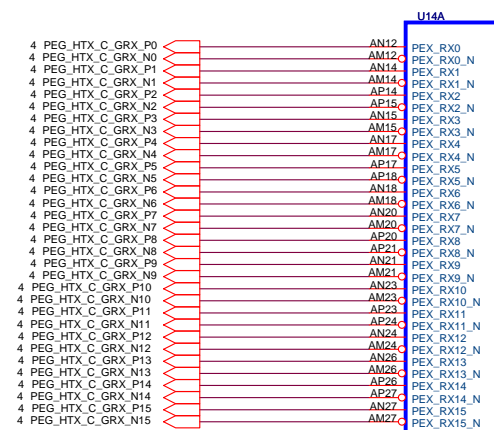 U14A
4 PEG_HTX_C_GRX_P0 AN12 PEX_RX0
4 PEG_HTX_C_GRX_N0 AM12 PEX_RX0_N
4 PEG_HTX_C_GRX_P1 AN14 PEX_RX1
4 PEG_HTX_C_GRX_N1 AM14 PEX_RX1_N
4 PEG_HTX_C_GRX_P2 AP14 PEX_RX2
4 PEG_HTX_C_GRX_N2 AP15 PEX_RX2_N
4 PEG_HTX_C_GRX_P3 AN15 PEX_RX3
4 PEG_HTX_C_GRX_N3 AM15 PEX_RX3_N
4 PEG_HTX_C_GRX_P4 AN17 PEX_RX4
4 PEG_HTX_C_GRX_N4 AM17 PEX_RX4_N
4 PEG_HTX_C_GRX_P5 AP17 PEX_RX5
4 PEG_HTX_C_GRX_N5 AP18 PEX_RX5_N
4 PEG_HTX_C_GRX_P6 AN18 PEX_RX6
4 PEG_HTX_C_GRX_N6 AM18 PEX_RX6_N
4 PEG_HTX_C_GRX_P7 AN20 PEX_RX7
4 PEG_HTX_C_GRX_N7 AM20 PEX_RX7_N
4 PEG_HTX_C_GRX_P8 AP20 PEX_RX8
4 PEG_HTX_C_GRX_N8 AP21 PEX_RX8_N
4 PEG_HTX_C_GRX_P9 AN21 PEX_RX9
4 PEG_HTX_C_GRX_N9 AM21 PEX_RX9_N
4 PEG_HTX_C_GRX_P10 AN23 PEX_RX10
4 PEG_HTX_C_GRX_N10 AM23 PEX_RX10_N
4 PEG_HTX_C_GRX_P11 AP23 PEX_RX11
4 PEG_HTX_C_GRX_N11 AP24 PEX_RX11_N
4 PEG_HTX_C_GRX_P12 AN24 PEX_RX12
4 PEG_HTX_C_GRX_N12 AM24 PEX_RX12_N
4 PEG_HTX_C_GRX_P13 AN26 PEX_RX13
4 PEG_HTX_C_GRX_N13 AM26 PEX_RX13_N
4 PEG_HTX_C_GRX_P14 AP26 PEX_RX14
4 PEG_HTX_C_GRX_N14 AP27 PEX_RX14_N
4 PEG_HTX_C_GRX_P15 AN27 PEX_RX15
4 PEG_HTX_C_GRX_N15 AM27 PEX_RX15_N